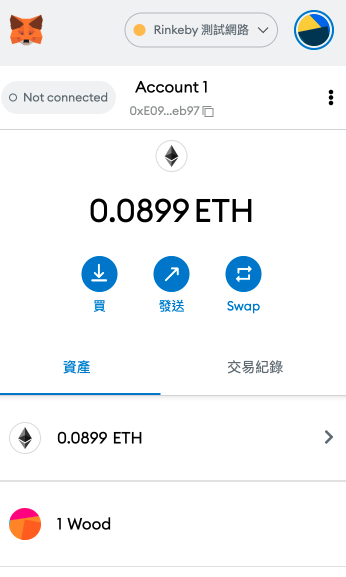 Rinkeby 測試網路
Not connected
Account 1
0xE09...eb97
0.0899 ETH
買
發送
Swap
資產
交易紀錄
0.0899 ETH
1 Wood